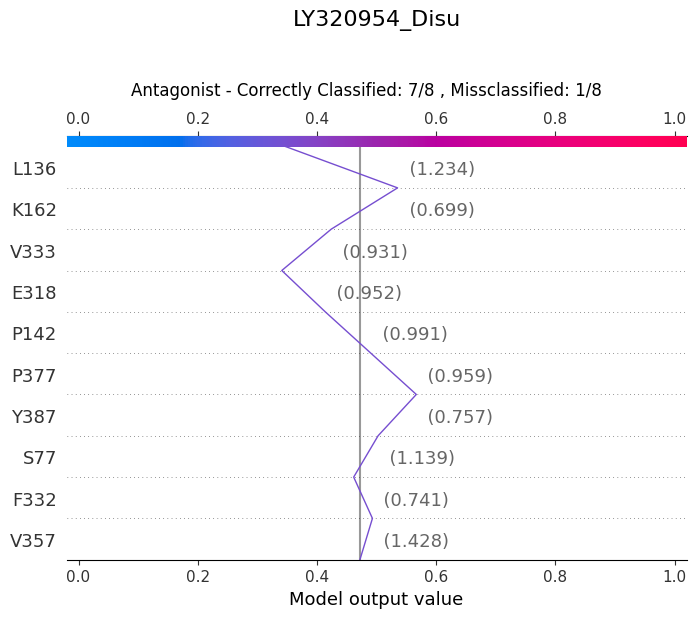 LY320954_Disu
Antagonist - Correctly Classified: 7/8 , Missclassified: 1/8
0.0 0.2 0.4 0.6 0.8 1.0
L136 (1.234)
K162 (0.699)
V333 (0.931)
E318 (0.952)
P142 (0.991)
P377 (0.959)
Y387 (0.757)
S77 (1.139)
F332 (0.741)
V357 (1.428)
0.0 0.2 0.4 0.6 0.8 1.0
Model output value